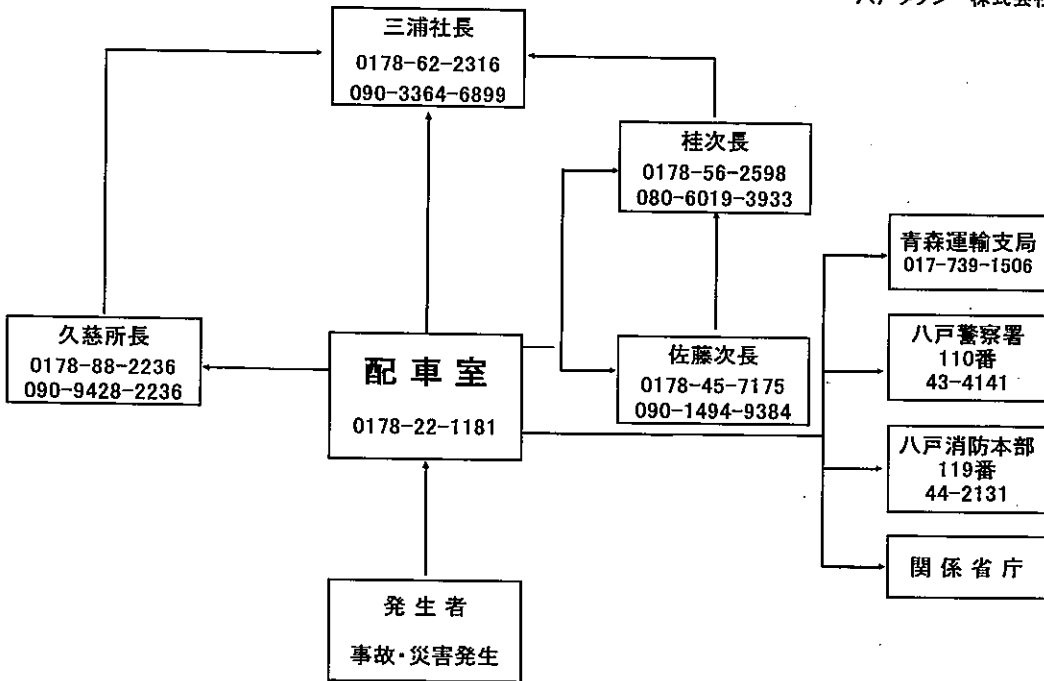 三浦社長
0178-62-2316
090-3364-6899
桂次長
0178-56-2598
080-6019-3933
青森運輸支局
017-739-1506
久慈所長
0178-88-2236
090-9428-2236
配車室
0178-22-1181
佐藤次長
0178-45-7175
090-1494-9384
八戸警察署
110番
43-4141
八戸消防本部
119番
44-2131
関係省庁
発生者
事故・災害発生